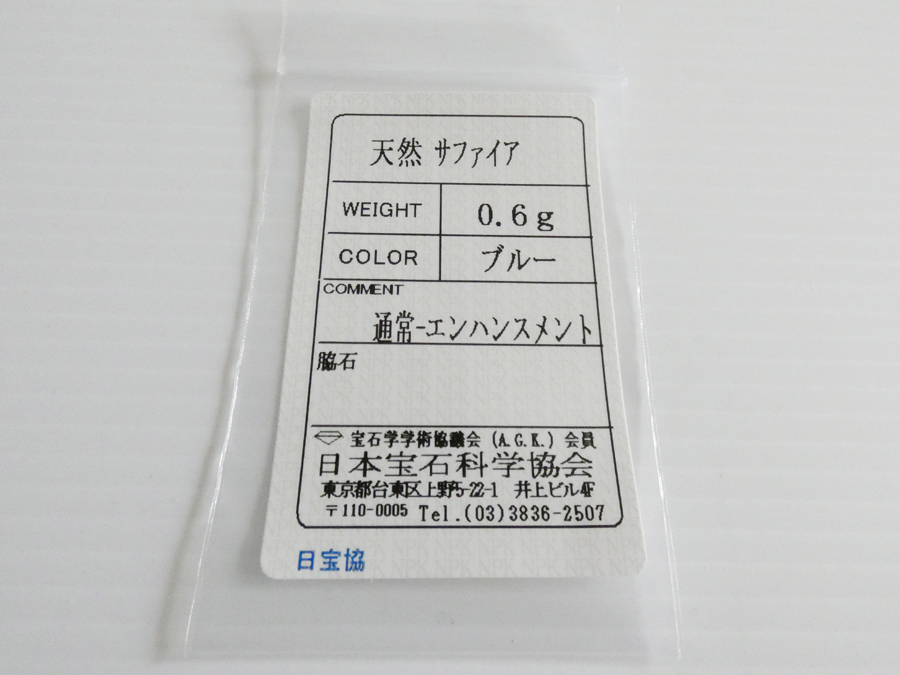 天然 サファイア
WEIGHT 0.6g
COLOR ブルー
COMMENT
通常-エンハンスメント
脇石
宝石学学術協議会 (A.G.K.) 会員
日本宝石科学協会
東京都台東区上野5-22-1 井上ビル4F
〒110-0005 Tel.(03)3836-2507
日宝協